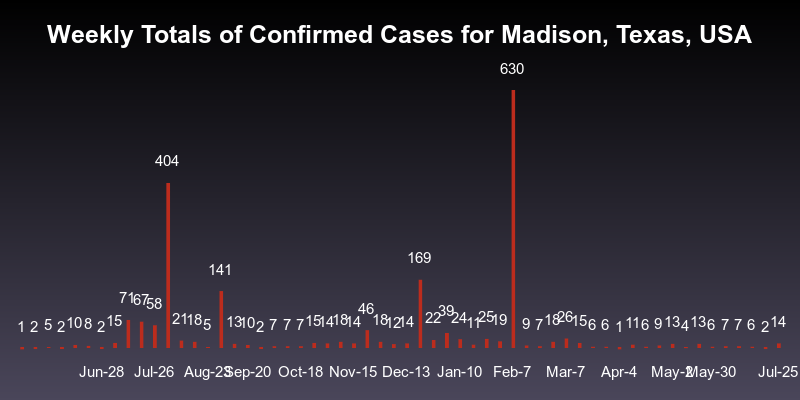 Weekly Totals of Confirmed Cases for Madison, Texas, USA
630
404
169
141
1 2 5 2 10 8 2 15 71 67 58 21 18 5 13 10 2 7 7 7 15 14 18 14 46 18 12 14 22 39 24 11 25 19 9 7 18 26 15 6 6 1 11 6 9 13 4 13 6 7 7 6 2 14
Jun-28 Jul-26 Aug-23 Sep-20 Oct-18 Nov-15 Dec-13 Jan-10 Feb-7 Mar-7 Apr-4 May-2 May-30 Jul-25